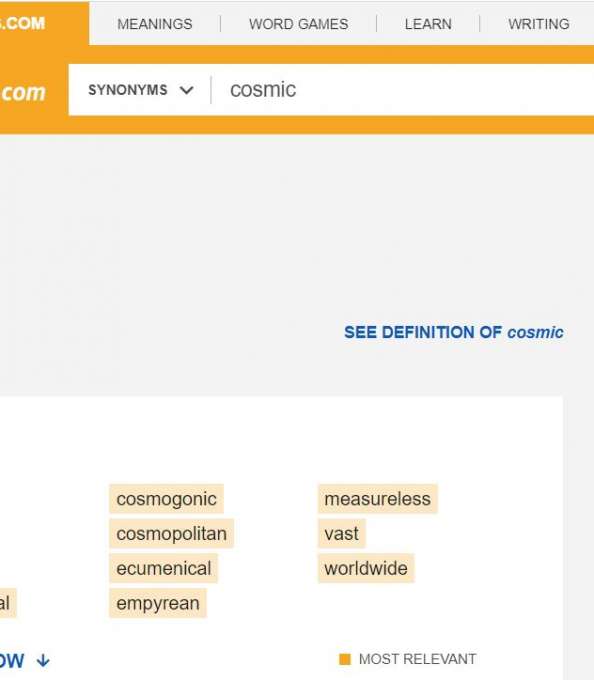 S.COM MEANINGS WORD GAMES LEARN WRITING
.com SYNONYMS cosmic
SEE DEFINITION OF cosmic
cosmogonic measureless
cosmopolitan vast
ecumenical worldwide
al empyrean
OW ↓ MOST RELEVANT